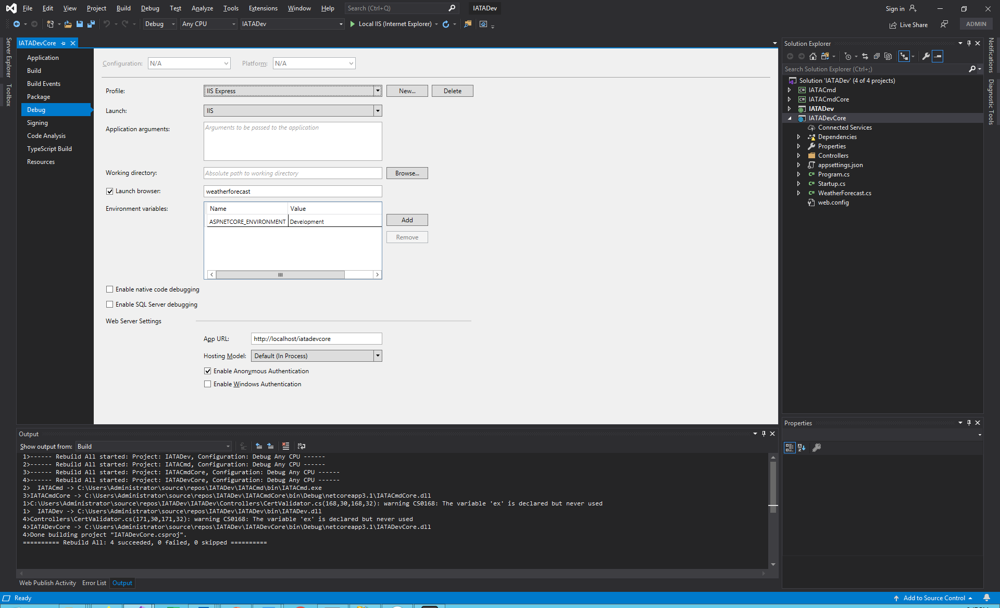 File Edit View Project Build Debug Test Analyze Tools Extensions Window Help Search (Ctrl+Q) IATADev Sign in
Debug Any CPU IATADev Local IIS (Internet Explorer) Live Share ADMIN
Server Explorer
Toolbox
IATADevCore
Application
Build
Build Events
Package
Debug
Signing
Code Analysis
TypeScript Build
Resources
Configuration: N/A Platform: N/A
Profile: IIS Express New... Delete
Launch: IIS
Application arguments: Arguments to be passed to the application
Working directory: Absolute path to working directory Browse...
Launch browser: weatherforecast
Environment variables: Name Value
ASPNETCORE_ENVIRONMENT Development
Add
Remove
Enable native code debugging
Enable SQL Server debugging
Web Server Settings
App URL: http://localhost/iatadevcore
Hosting Model: Default (In Process)
Enable Anonymous Authentication
Enable Windows Authentication
Solution Explorer
Search Solution Explorer (Ctrl+;)
Solution 'IATADev' (4 of 4 projects)
IATACmd
IATACmdCore
IATADev
IATADevCore
Connected Services
Dependencies
Properties
Controllers
appsettings.json
Program.cs
Startup.cs
WeatherForecast.cs
web.config
Notifications
Diagnostic Tools
Properties
Output
Show output from: Build
1>------ Rebuild All started: Project: IATADev, Configuration: Debug Any CPU ------
2>------ Rebuild All started: Project: IATACmd, Configuration: Debug Any CPU ------
3>------ Rebuild All started: Project: IATACmdCore, Configuration: Debug Any CPU ------
4>------ Rebuild All started: Project: IATADevCore, Configuration: Debug Any CPU ------
2>  IATACmd -> C:\Users\Administrator\source\repos\IATADev\IATACmd\bin\IATACmd.exe
3>IATACmdCore -> C:\Users\Administrator\source\repos\IATADev\IATACmdCore\bin\Debug\netcoreapp3.1\IATACmdCore.dll
1>C:\Users\Administrator\source\repos\IATADev\IATADev\Controllers\CertValidator.cs(168,30,168,32): warning CS0168: The variable 'ex' is declared but never used
1>  IATADev -> C:\Users\Administrator\source\repos\IATADev\IATADev\bin\IATADev.dll
4>Controllers\CertValidator.cs(171,30,171,32): warning CS0168: The variable 'ex' is declared but never used
4>IATADevCore -> C:\Users\Administrator\source\repos\IATADev\IATADevCore\bin\Debug\netcoreapp3.1\IATADevCore.dll
4>Done building project "IATADevCore.csproj".
========== Rebuild All: 4 succeeded, 0 failed, 0 skipped ==========
Web Publish Activity Error List Output
Ready Add to Source Control